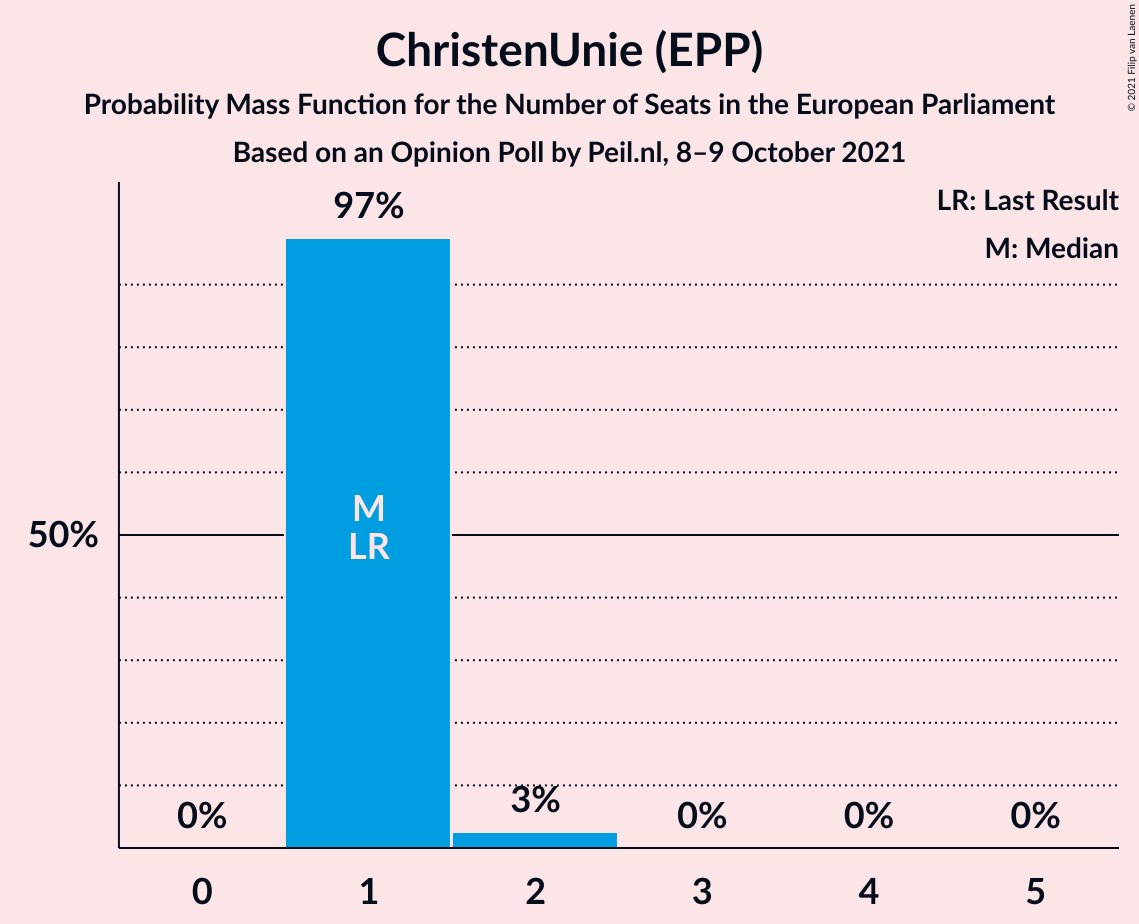 ChristenUnie (EPP)
Probability Mass Function for the Number of Seats in the European Parliament
Based on an Opinion Poll by Peil.nl, 8–9 October 2021
© 2021 Filip van Laenen
LR: Last Result
M: Median
97%
50%
M
LR
0%
3%
0%
0%
0%
0
1
2
3
4
5